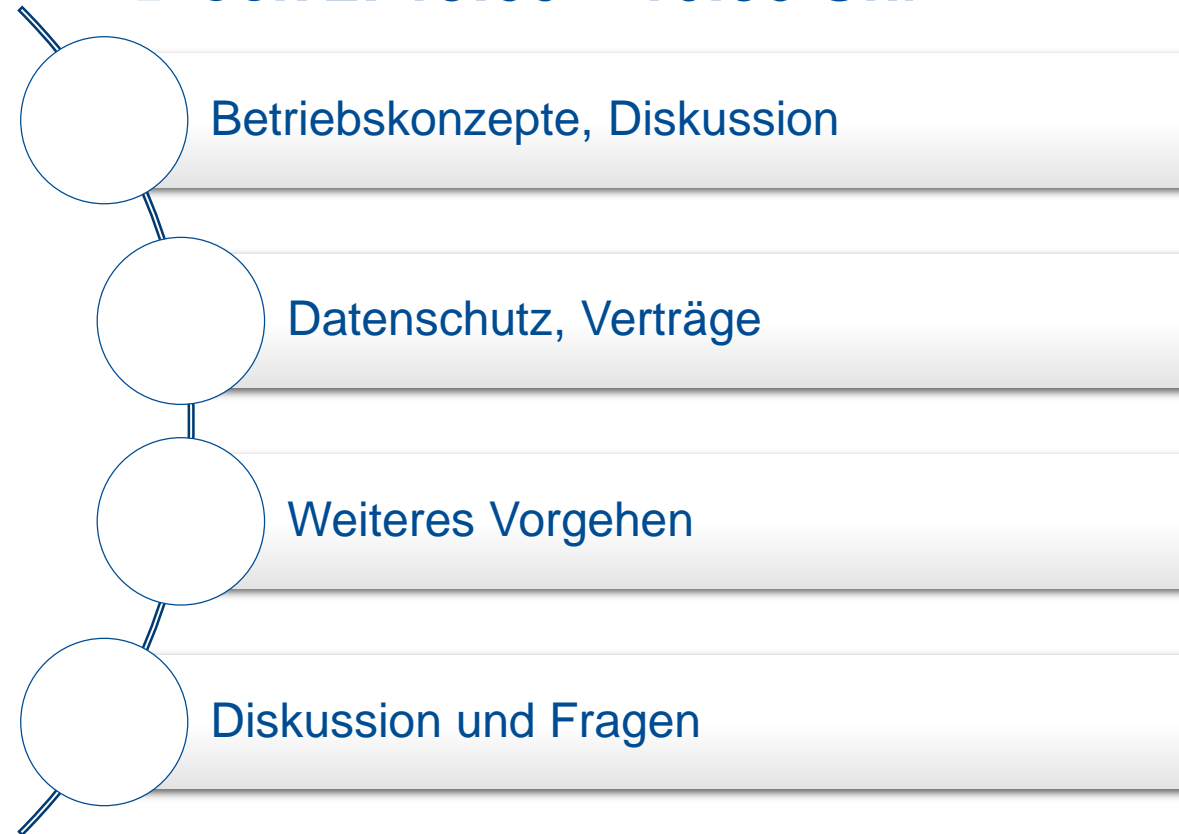 Betriebskonzepte, Diskussion
Datenschutz, Verträge
Weiteres Vorgehen
Diskussion und Fragen